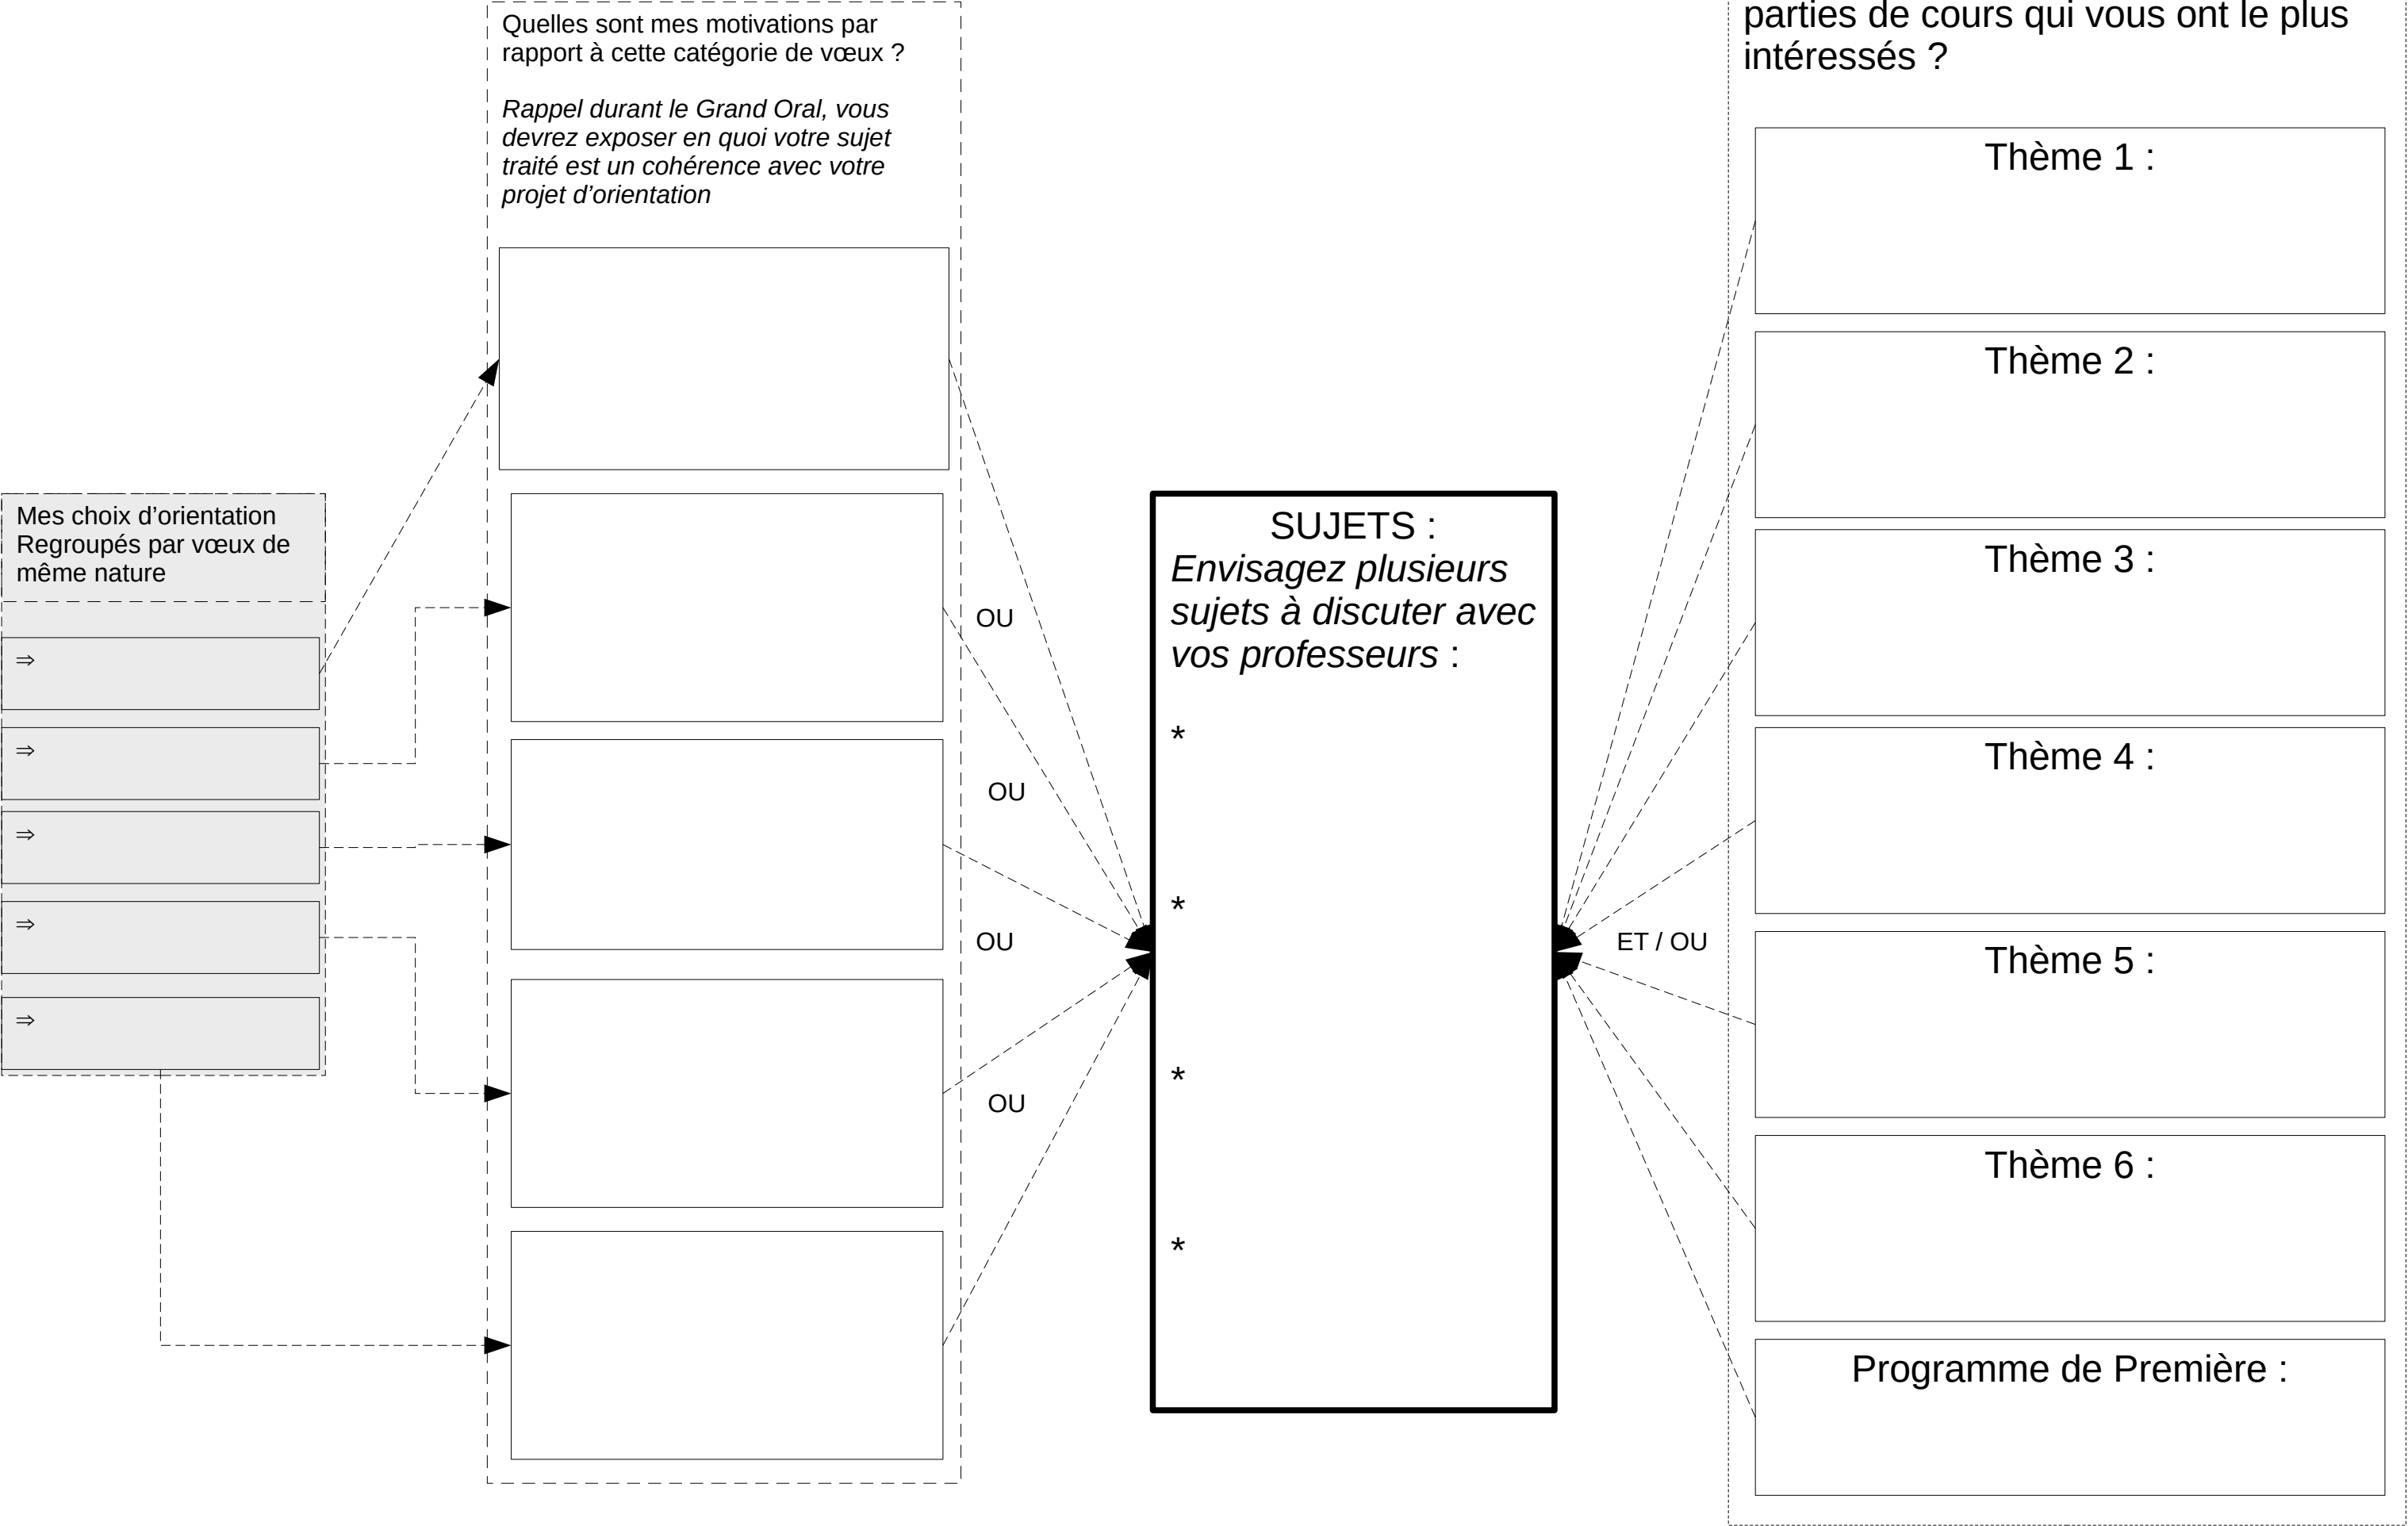 Mes choix d’orientation
Regroupés par vœux de
même nature
⇒
⇒
⇒
⇒
⇒
Quelles sont mes motivations par
rapport à cette catégorie de vœux ?
Rappel durant le Grand Oral, vous
devrez exposer en quoi votre sujet
traité est un cohérence avec votre
projet d’orientation
OU
OU
OU
OU
SUJETS :
Envisagez plusieurs
sujets à discuter avec
vos professeurs :
*
*
*
*
ET / OU
parties de cours qui vous ont le plus
intéressés ?
Thème 1 :
Thème 2 :
Thème 3 :
Thème 4 :
Thème 5 :
Thème 6 :
Programme de Première :